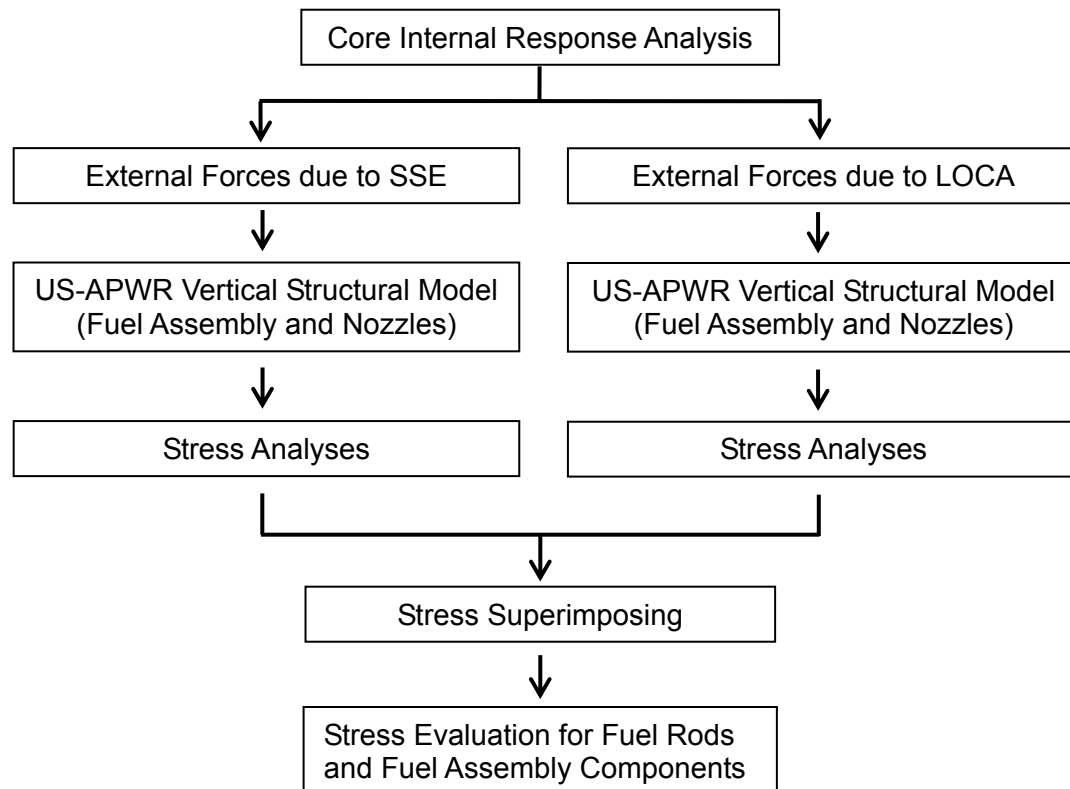 Core Internal Response Analysis
External Forces due to SSE
External Forces due to LOCA
US-APWR Vertical Structural Model
(Fuel Assembly and Nozzles)
US-APWR Vertical Structural Model
(Fuel Assembly and Nozzles)
Stress Analyses
Stress Analyses
Stress Superimposing
Stress Evaluation for Fuel Rods
and Fuel Assembly Components